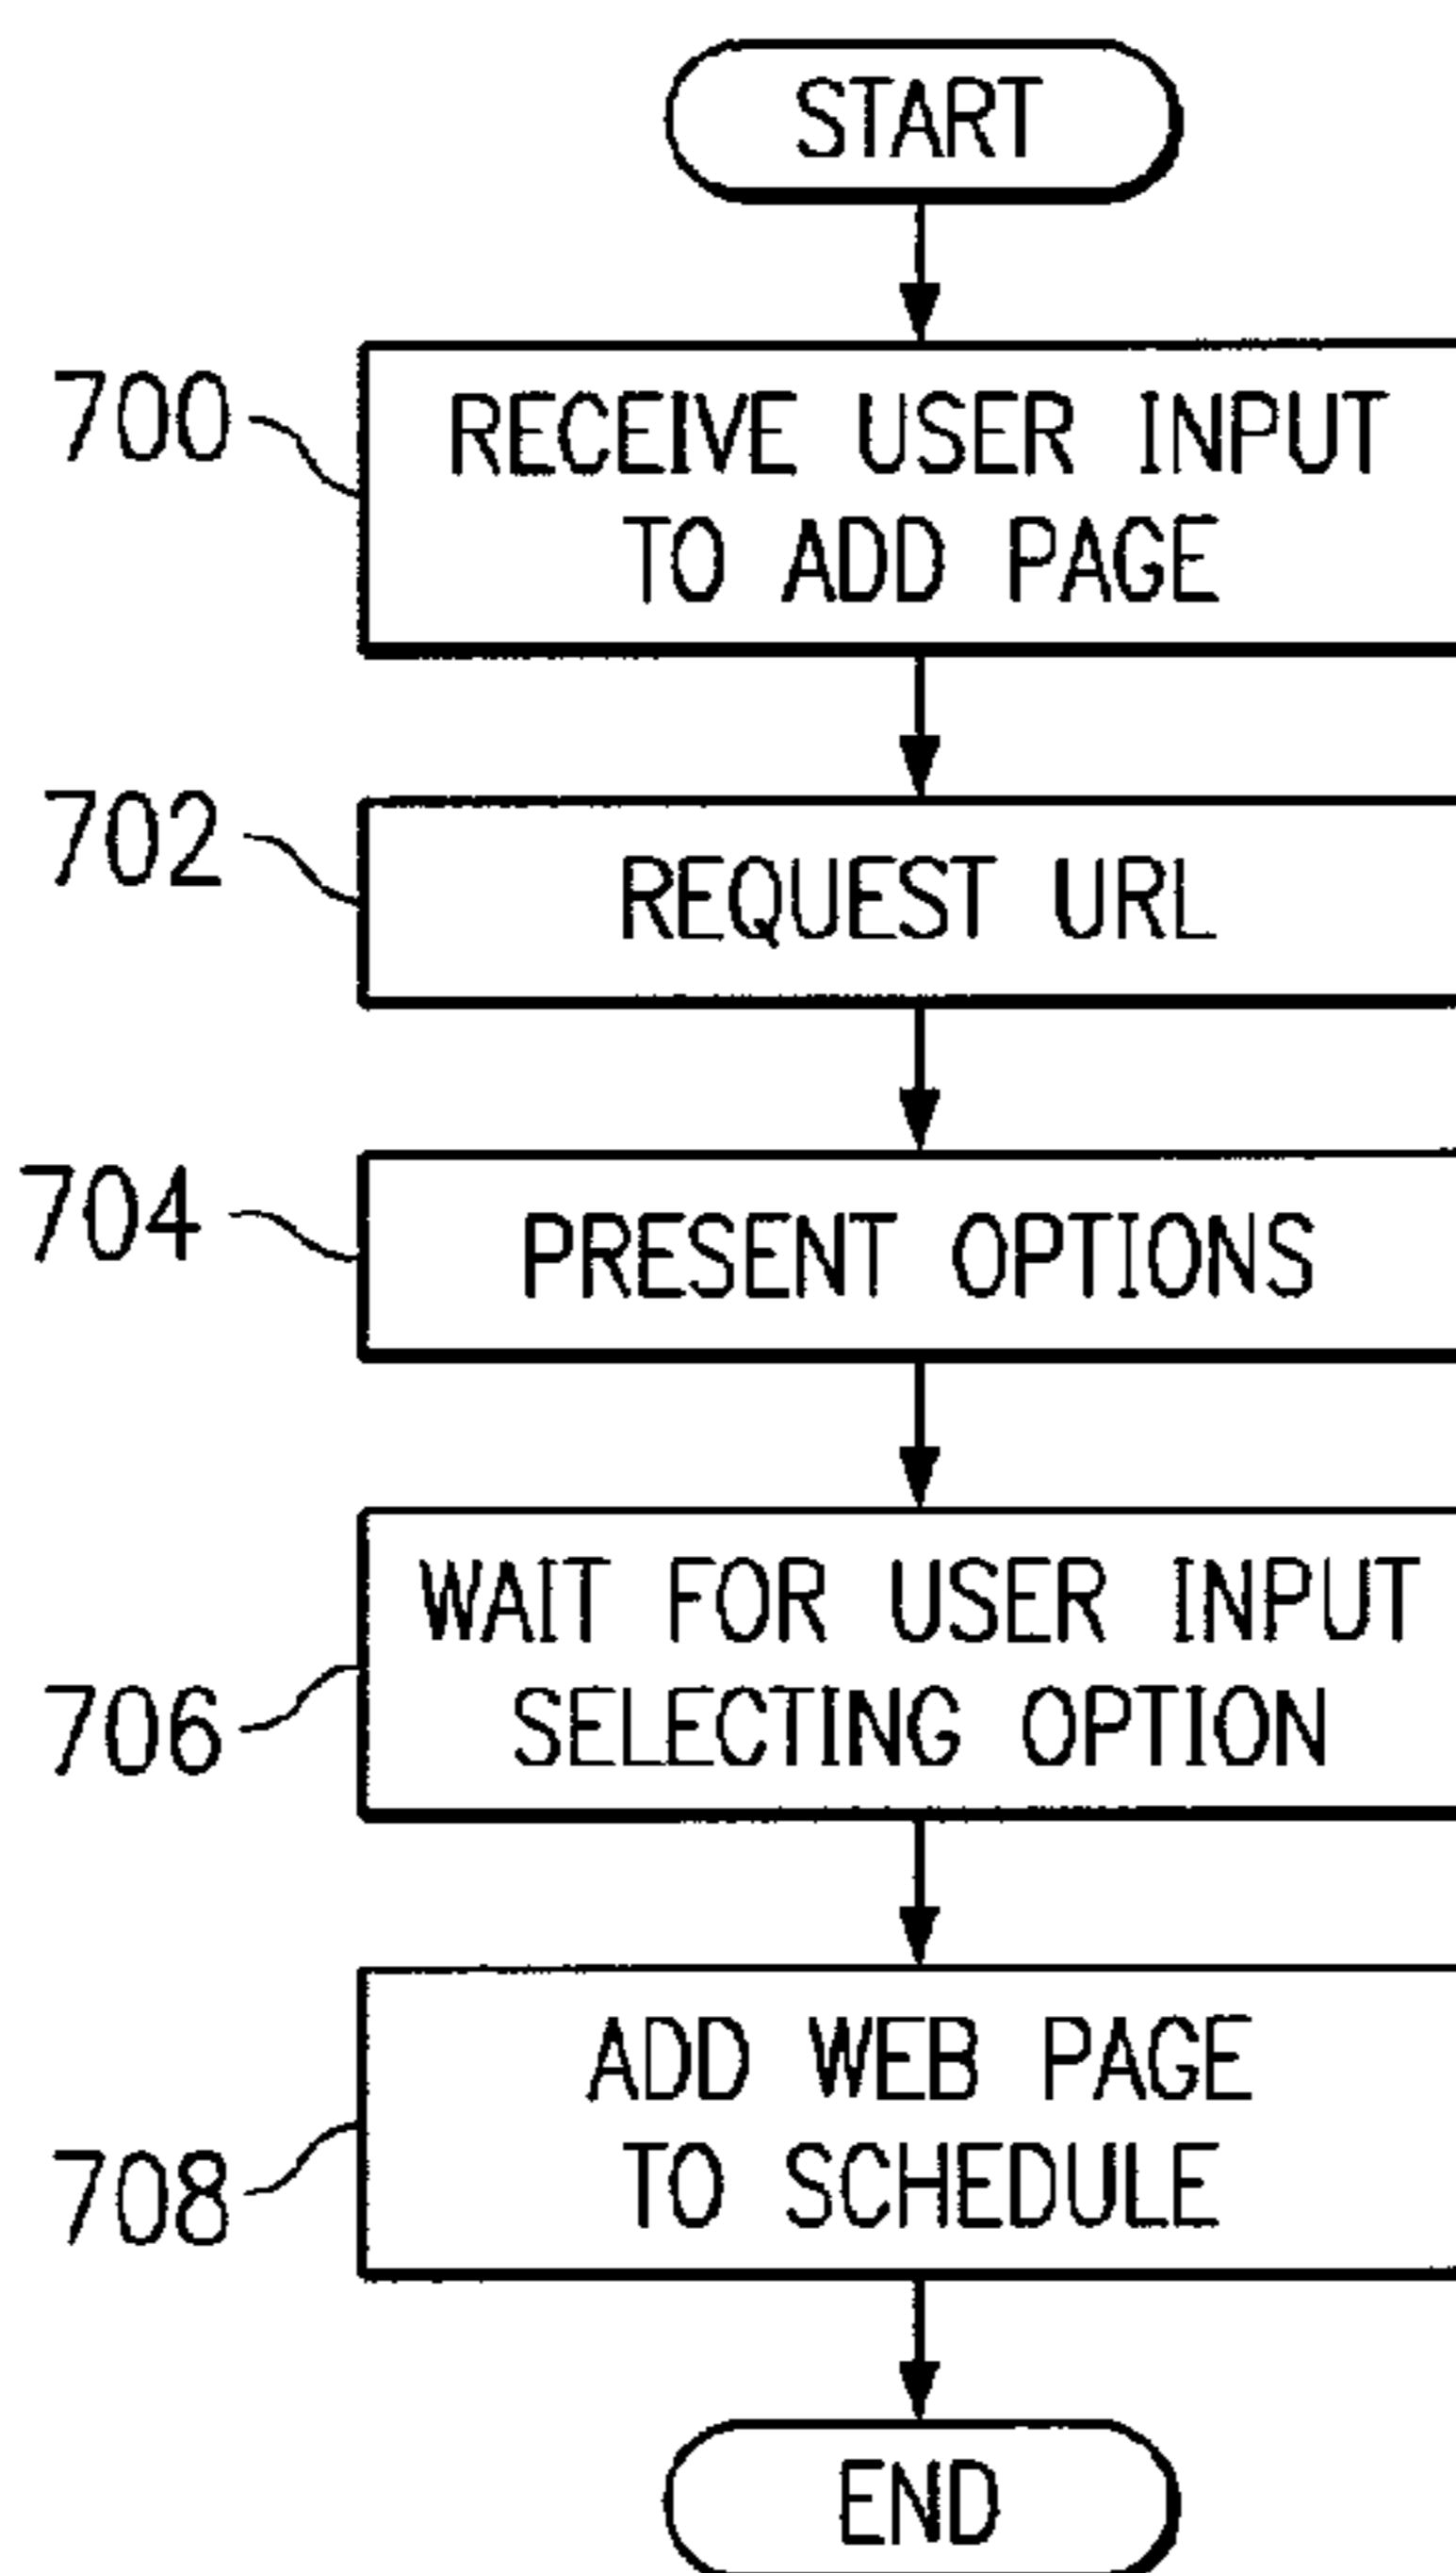 START
700
RECEIVE USER INPUT
TO ADD PAGE
702
REQUEST URL
704
PRESENT OPTIONS
WAIT FOR USER INPUT
706
SELECTING OPTION
ADD WEB PAGE
708
TO SCHEDULE
END